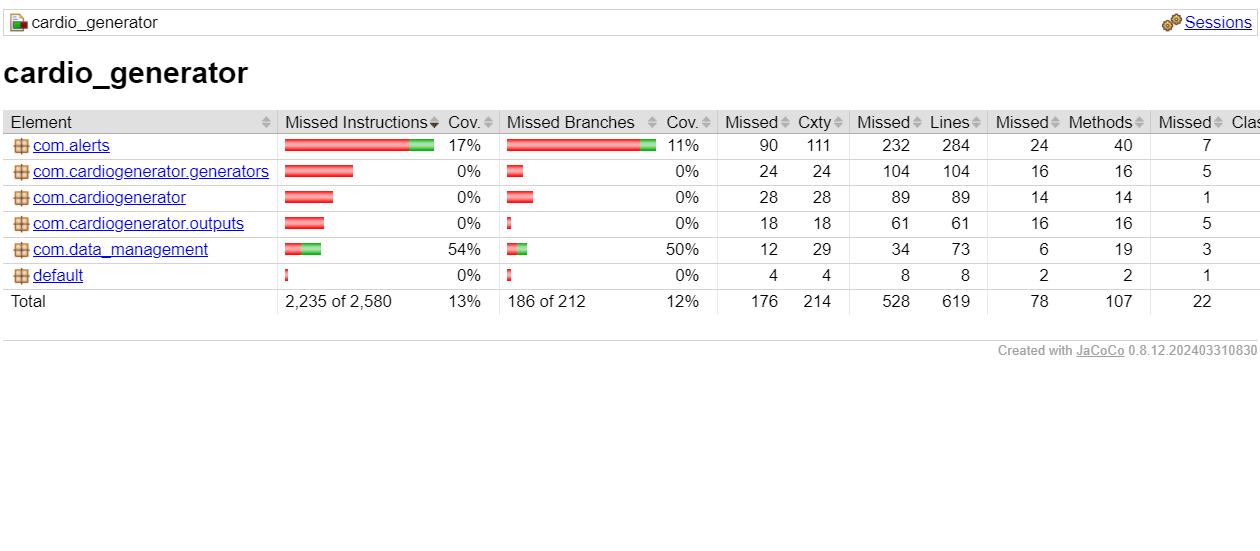 cardio_generator Sessions
cardio_generator
Element Missed Instructions Cov. Missed Branches Cov. Missed Cxty Missed Lines Missed Methods Missed Clas
com.alerts 17% 11% 90 111 232 284 24 40 7
com.cardiogenerator.generators 0% 0% 24 24 104 104 16 16 5
com.cardiogenerator 0% 0% 28 28 89 89 14 14 1
com.cardiogenerator.outputs 0% 0% 18 18 61 61 16 16 5
com.data_management 54% 50% 12 29 34 73 6 19 3
default 0% 0% 4 4 8 8 2 2 1
Total 2,235 of 2,580 13% 186 of 212 12% 176 214 528 619 78 107 22
Created with JaCoCo 0.8.12.202403310830